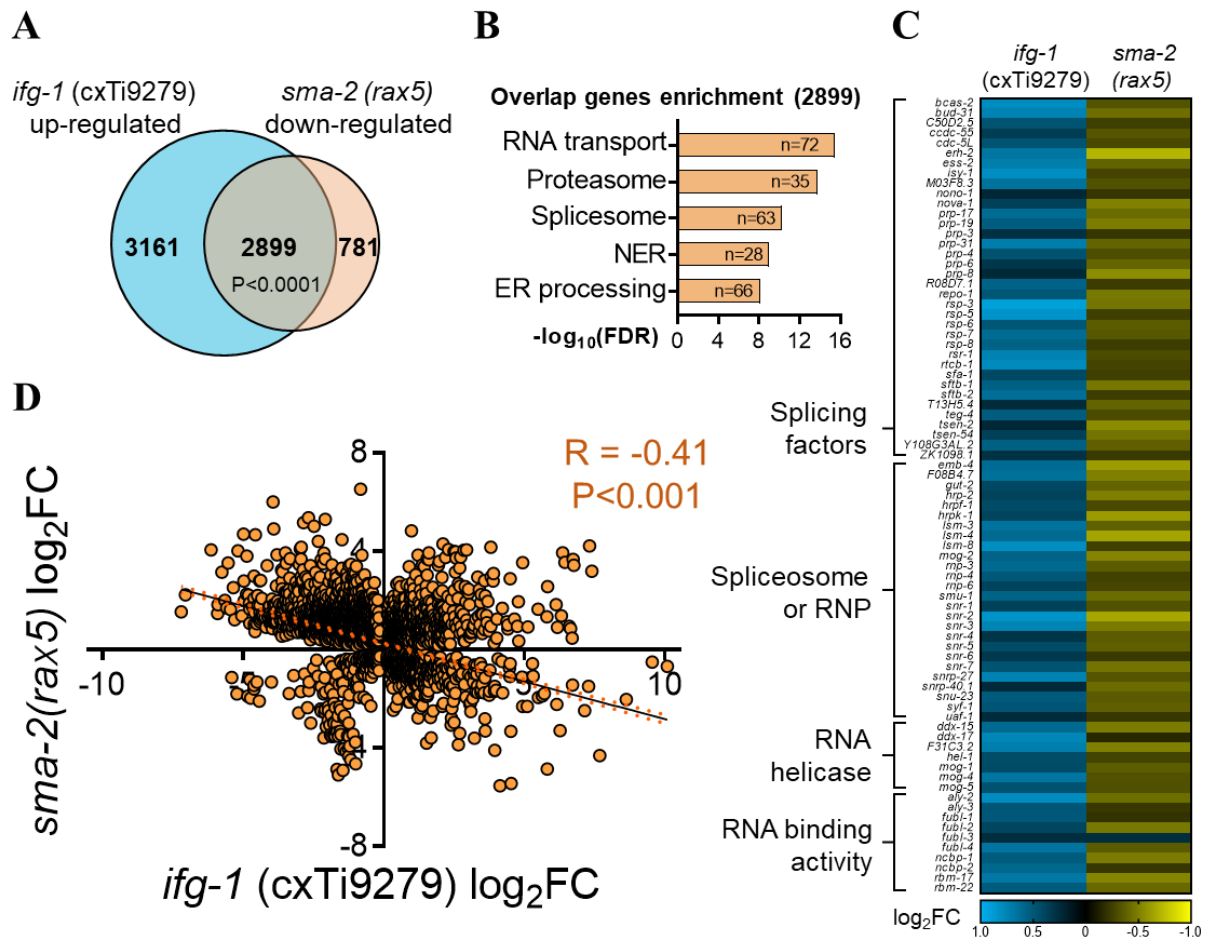 A
ifg-1 (cxTi9279)
up-regulated
sma-2 (rax5)
down-regulated
3161
2899
781
P<0.0001
B
Overlap genes enrichment (2899)
RNA transport
n=72
Proteasome
n=35
Splicesome
n=63
NER
n=28
ER processing
n=66
-log10(FDR)
0 4 8 12 16
C
ifg-1
(cxTi9279)
sma-2
(rax5)
Splicing
factors
bcas-2
bud-31
C50D2.5
ccdc-55
cdc-5L
erh-2
ess-2
isy-1
M03F8.3
nono-1
nova-1
prp-17
prp-19
prp-3
prp-31
prp-4
prp-6
prp-8
R08D7.1
repo-1
rsp-3
rsp-5
rsp-6
rsp-7
rsp-8
rsr-1
rtcb-1
sfa-1
sftb-1
sftb-2
T13H5.4
teg-4
tsen-2
tsen-54
Y108G3AL.2
ZK1098.1
Spliceosome
or RNP
emb-4
F08B4.7
gut-2
hrp-2
hrpf-1
hrpk-1
lsm-3
lsm-4
lsm-8
mog-2
rnp-3
rnp-4
rnp-6
smu-1
snr-1
snr-2
snr-3
snr-4
snr-5
snr-6
snr-7
snrp-27
snrp-40.1
snu-23
syf-1
uaf-1
RNA
helicase
ddx-15
ddx-17
F31C3.2
hel-1
mog-1
mog-4
mog-5
RNA binding
activity
aly-2
aly-3
fubl-1
fubl-2
fubl-3
fubl-4
ncbp-1
ncbp-2
rbm-17
rbm-22
log2FC
1.0 0.5 0 -0.5 -1.0
D
R = -0.41
P<0.001
sma-2(rax5) log2FC
8
4
-4
-8
-10 -5 5 10
ifg-1 (cxTi9279) log2FC